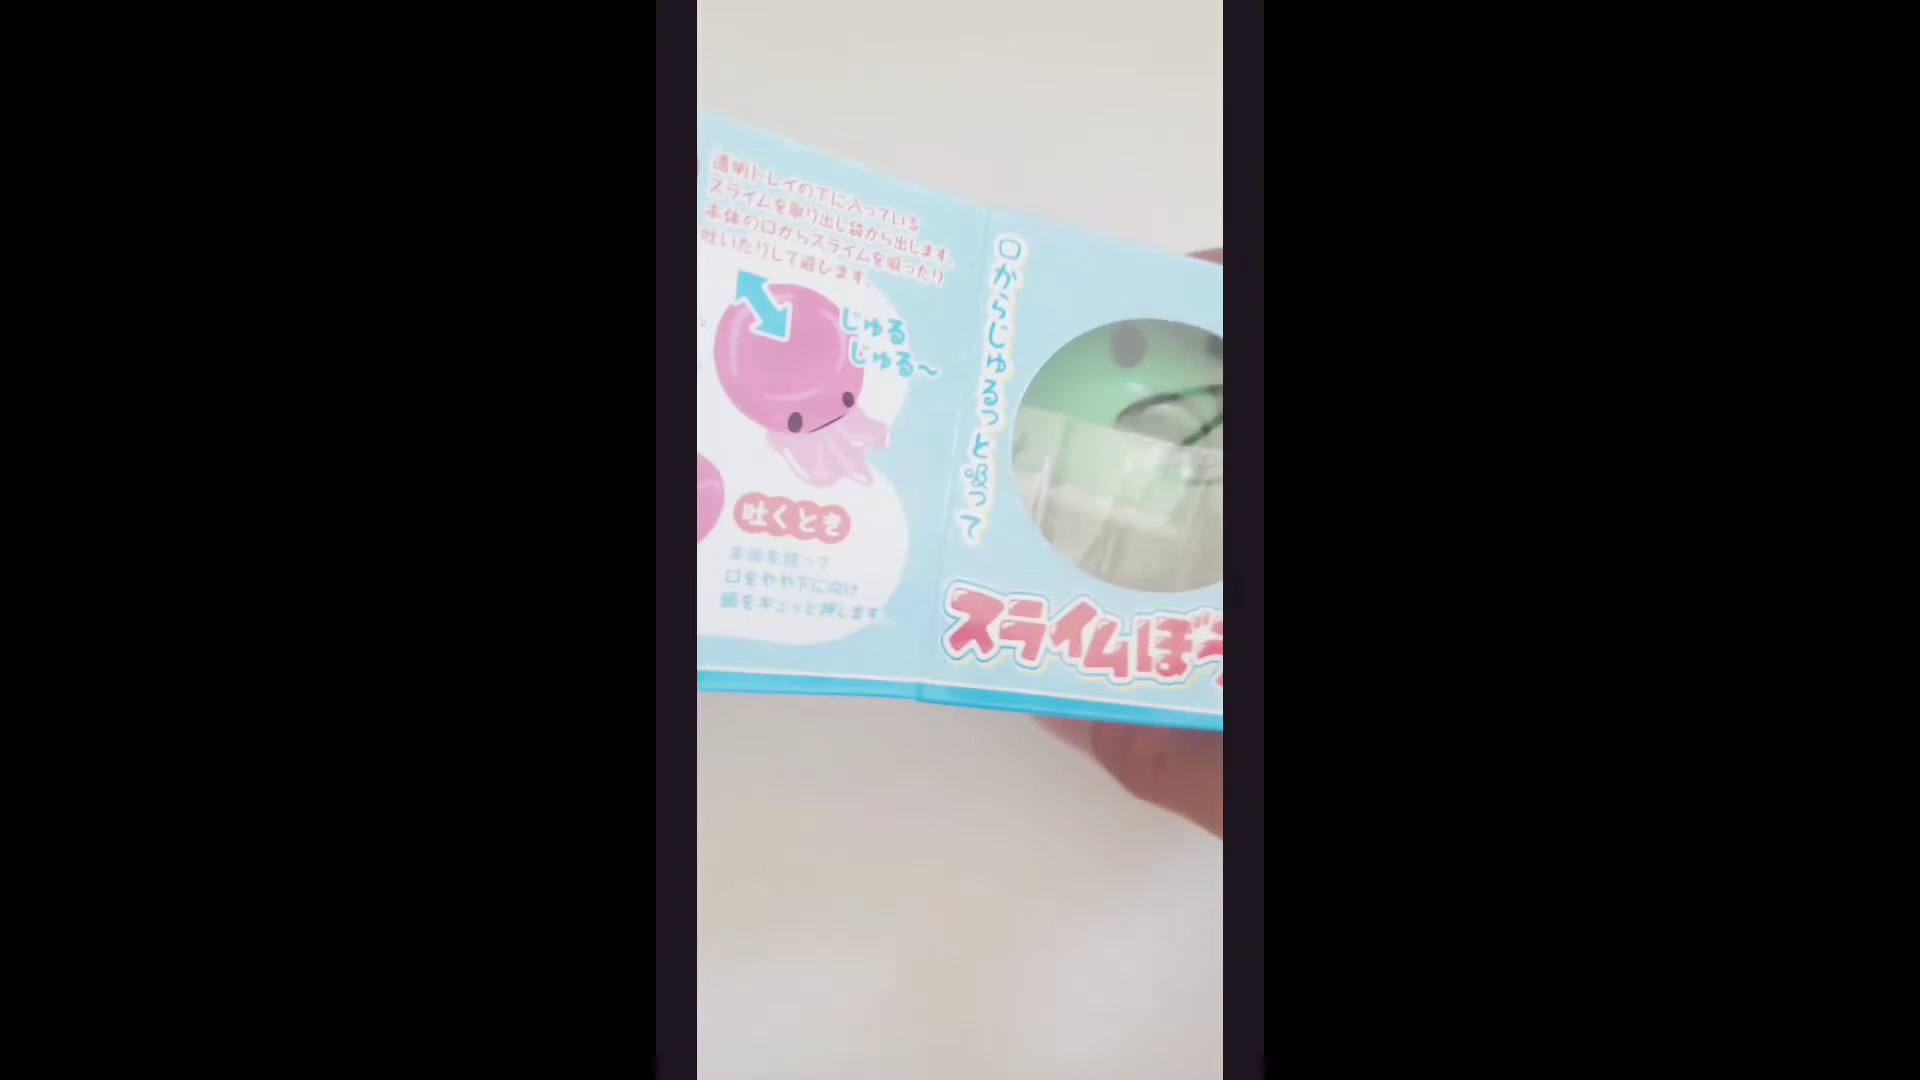 透明トレイの下に入っている
スライムを取り出し袋から出します。
本体の口からスライムを吸ったり
吐いたりして遊びます。
じゅる
じゅる～
吐くとき
本体を持って
口をやや下に向け
頭をギュッと押します
口からじゅるっと吸って
スライムぼ